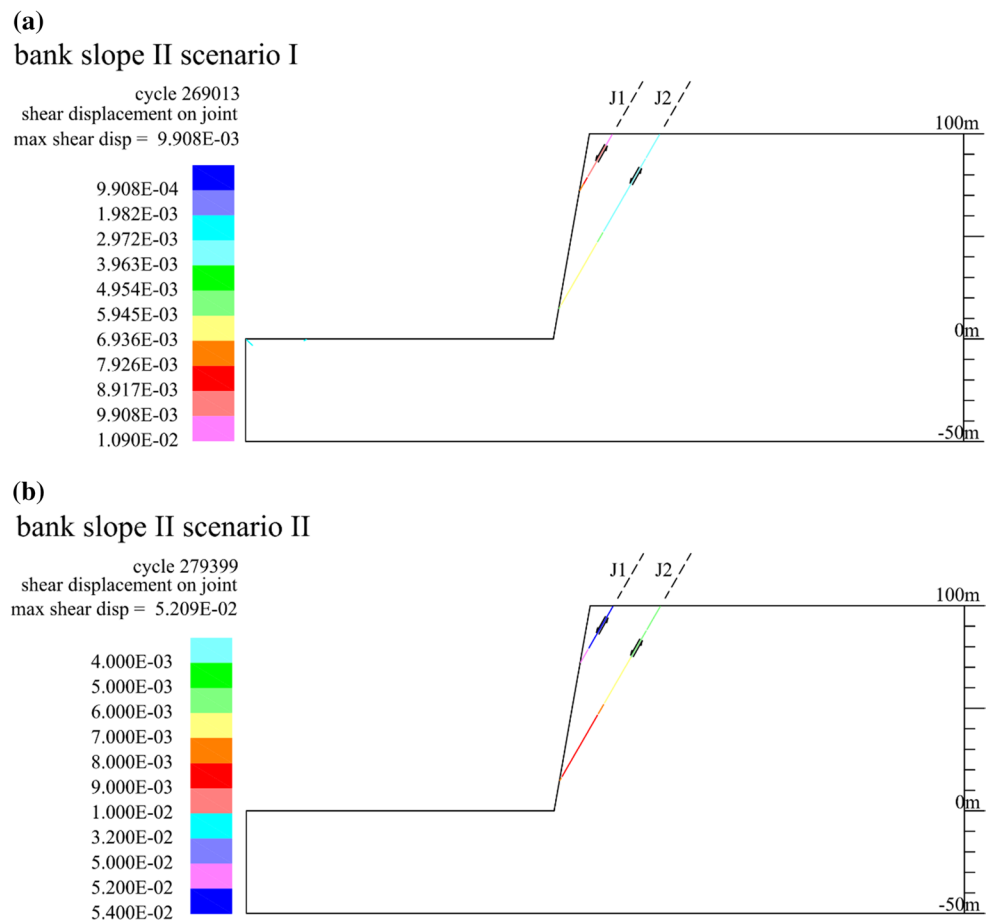 (a)
bank slope II scenario I
cycle 269013
shear displacement on joint
max shear disp = 9.908E-03
9.908E-04
1.982E-03
2.972E-03
3.963E-03
4.954E-03
5.945E-03
6.936E-03
7.926E-03
8.917E-03
9.908E-03
1.090E-02
J1 J2
100m
0m
-50m
(b)
bank slope II scenario II
cycle 279399
shear displacement on joint
max shear disp = 5.209E-02
4.000E-03
5.000E-03
6.000E-03
7.000E-03
8.000E-03
9.000E-03
1.000E-02
3.200E-02
5.000E-02
5.200E-02
5.400E-02
J1 J2
100m
0m
-50m